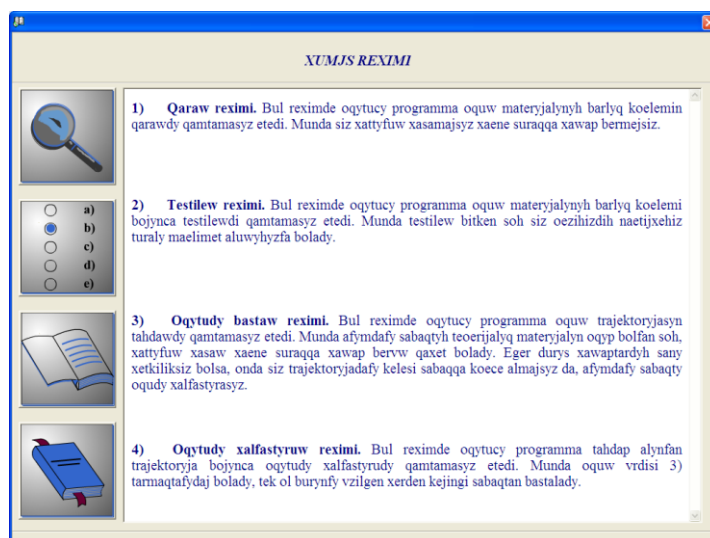 XUMJS REXIMI
1) Qaraw reximi. Bul reximde oqytucy programma oquw materyjalynyh barlyq koelemin
qarawdy qamtamasyz etedi. Munda siz xattyfuw xasamajsyz xaene suraqqa xawap bermejsiz.
a)
b)
c)
d)
e)
2) Testilew reximi. Bul reximde oqytucy programma oquw materyjalynyh barlyq koelemi
bojynca testilewdi qamtamasyz etedi. Munda testilew bitken soh siz oezihizdih naetijxehiz
turaly maelimet aluwyhyzfa bolady.
3) Oqytudy bastaw reximi. Bul reximde oqytucy programma oquw trajektoryjasyn
tahdawdy qamtamasyz etedi. Munda afymdafy sabaqtyh teoerijalyq materyjalyn oqyp bolfan soh,
xattyfuw xasaw xaene suraqqa xawap bervw qaxet bolady. Eger durys xawaptardyh sany
xetkiliksiz bolsa, onda siz trajektoryjadafy kelesi sabaqqa koece almajsyz da, afymdafy sabaqty
oqudy xalfastyrasyz.
4) Oqytudy xalfastyruw reximi. Bul reximde oqytucy programma tahdap alynfan
trajektoryja bojynca oqytudy xalfastyrudy qamtamasyz etedi. Munda oquw vrdisi 3)
tarmaqtafydaj bolady, tek ol burynfy vzilgen xerden kejingi sabaqtan bastalady.